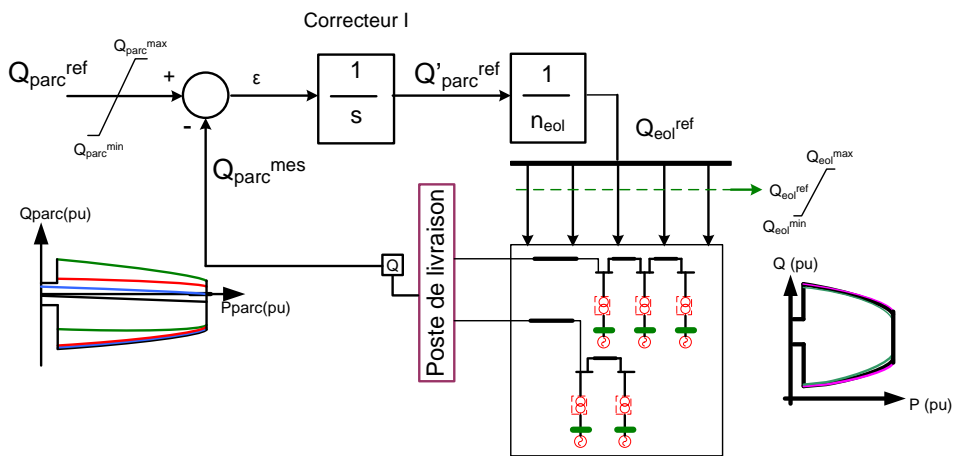 Correcteur I
Q_parc^max
Q_parc^ref
+
-
Q_parc^min
ε
1
s
Q'_parc^ref
1
n_eol
Q_eol^ref
Q_parc^mes
Q_eol^max
Q_eol^ref
Q_eol^min
Poste de livraison
Q
Qparc(pu)
Pparc(pu)
Q (pu)
P (pu)